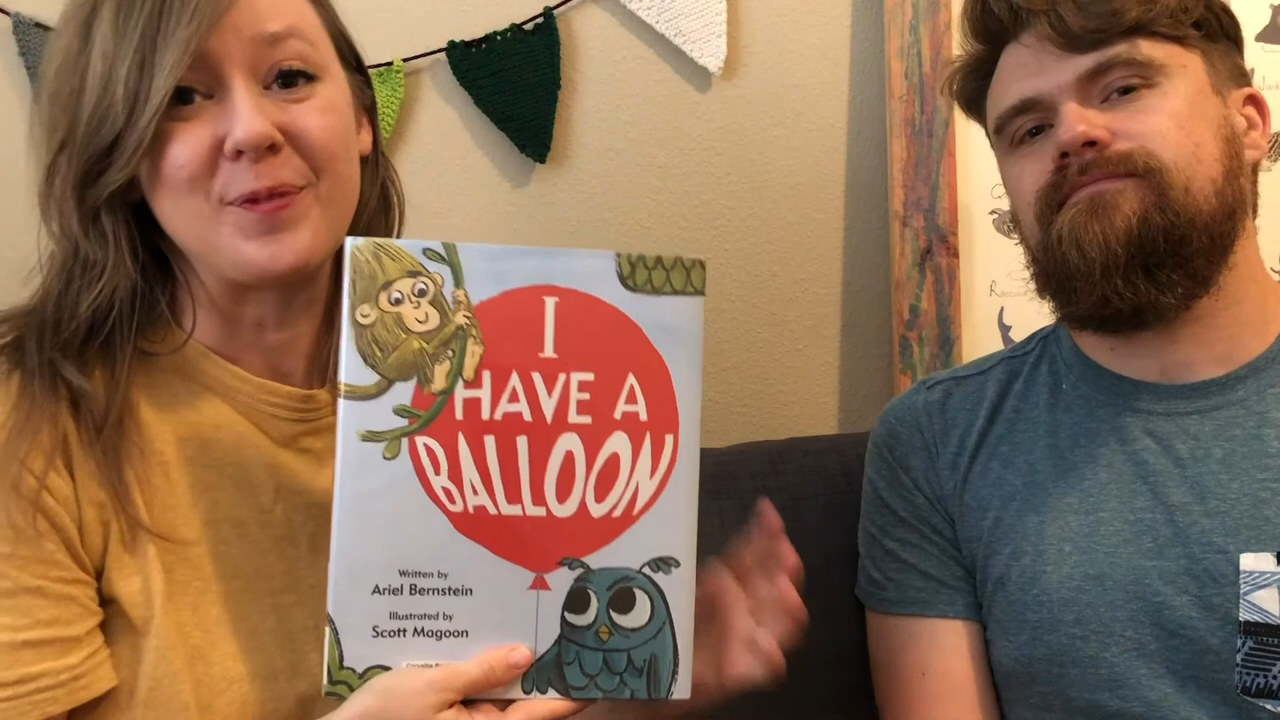 I
HAVE A
BALLOON
Written by
Ariel Bernstein
Illustrated by
Scott Magoon